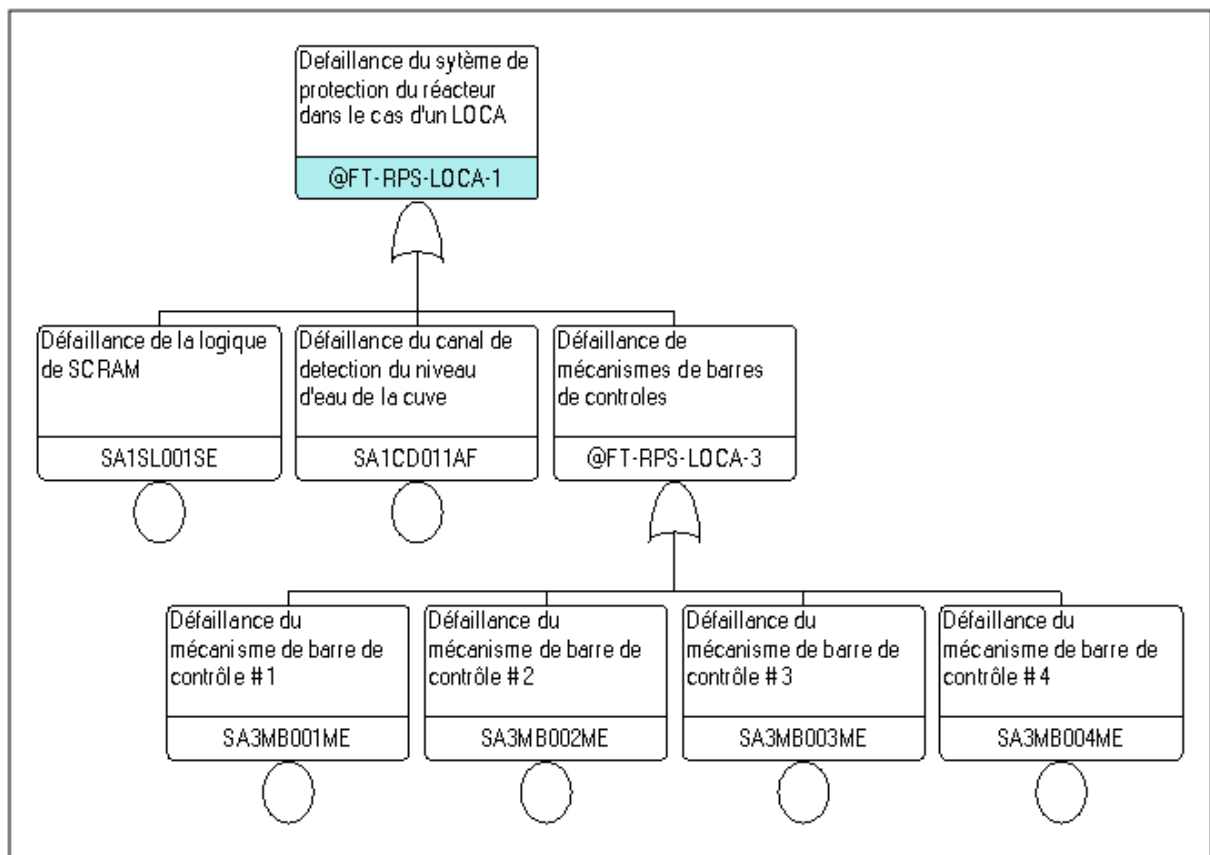 Defaillance du sytème de
protection du réacteur
dans le cas d'un LOCA
@FT-RPS-LOCA-1
Défaillance de la logique
de SCRAM
SA1SL001SE
Défaillance du canal de
detection du niveau
d'eau de la cuve
SA1CD011AF
Défaillance de
mécanismes de barres
de controles
@FT-RPS-LOCA-3
Défaillance du
mécanisme de barre de
contrôle #1
SA3MB001ME
Défaillance du
mécanisme de barre de
contrôle #2
SA3MB002ME
Défaillance du
mécanisme de barre de
contrôle #3
SA3MB003ME
Défaillance du
mécanisme de barre de
contrôle #4
SA3MB004ME